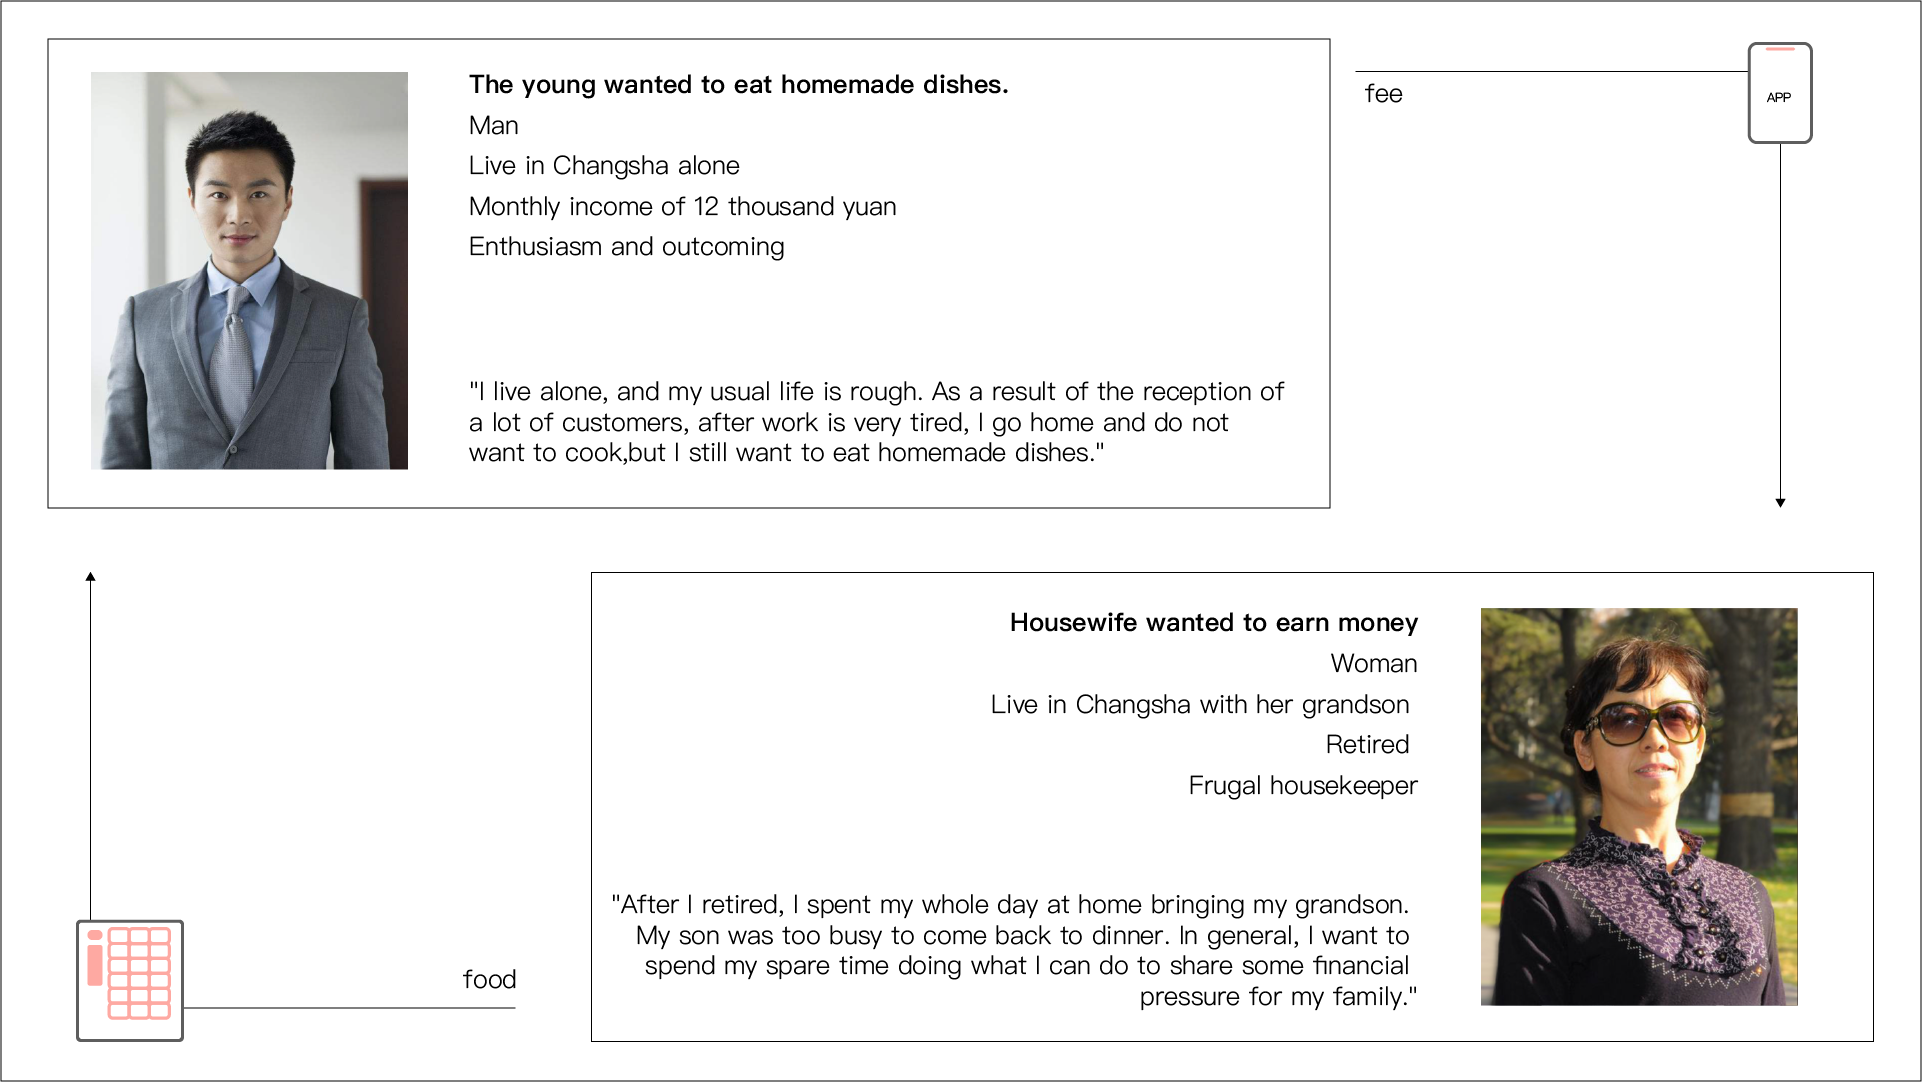 The young wanted to eat homemade dishes.
Man
Live in Changsha alone
Monthly income of 12 thousand yuan
Enthusiasm and outcoming
"I live alone, and my usual life is rough. As a result of the reception of
a lot of customers, after work is very tired, I go home and do not
want to cook,but I still want to eat homemade dishes."
fee
APP
Housewife wanted to earn money
Woman
Live in Changsha with her grandson
Retired
Frugal housekeeper
"After I retired, I spent my whole day at home bringing my grandson.
My son was too busy to come back to dinner. In general, I want to
spend my spare time doing what I can do to share some financial
pressure for my family."
food